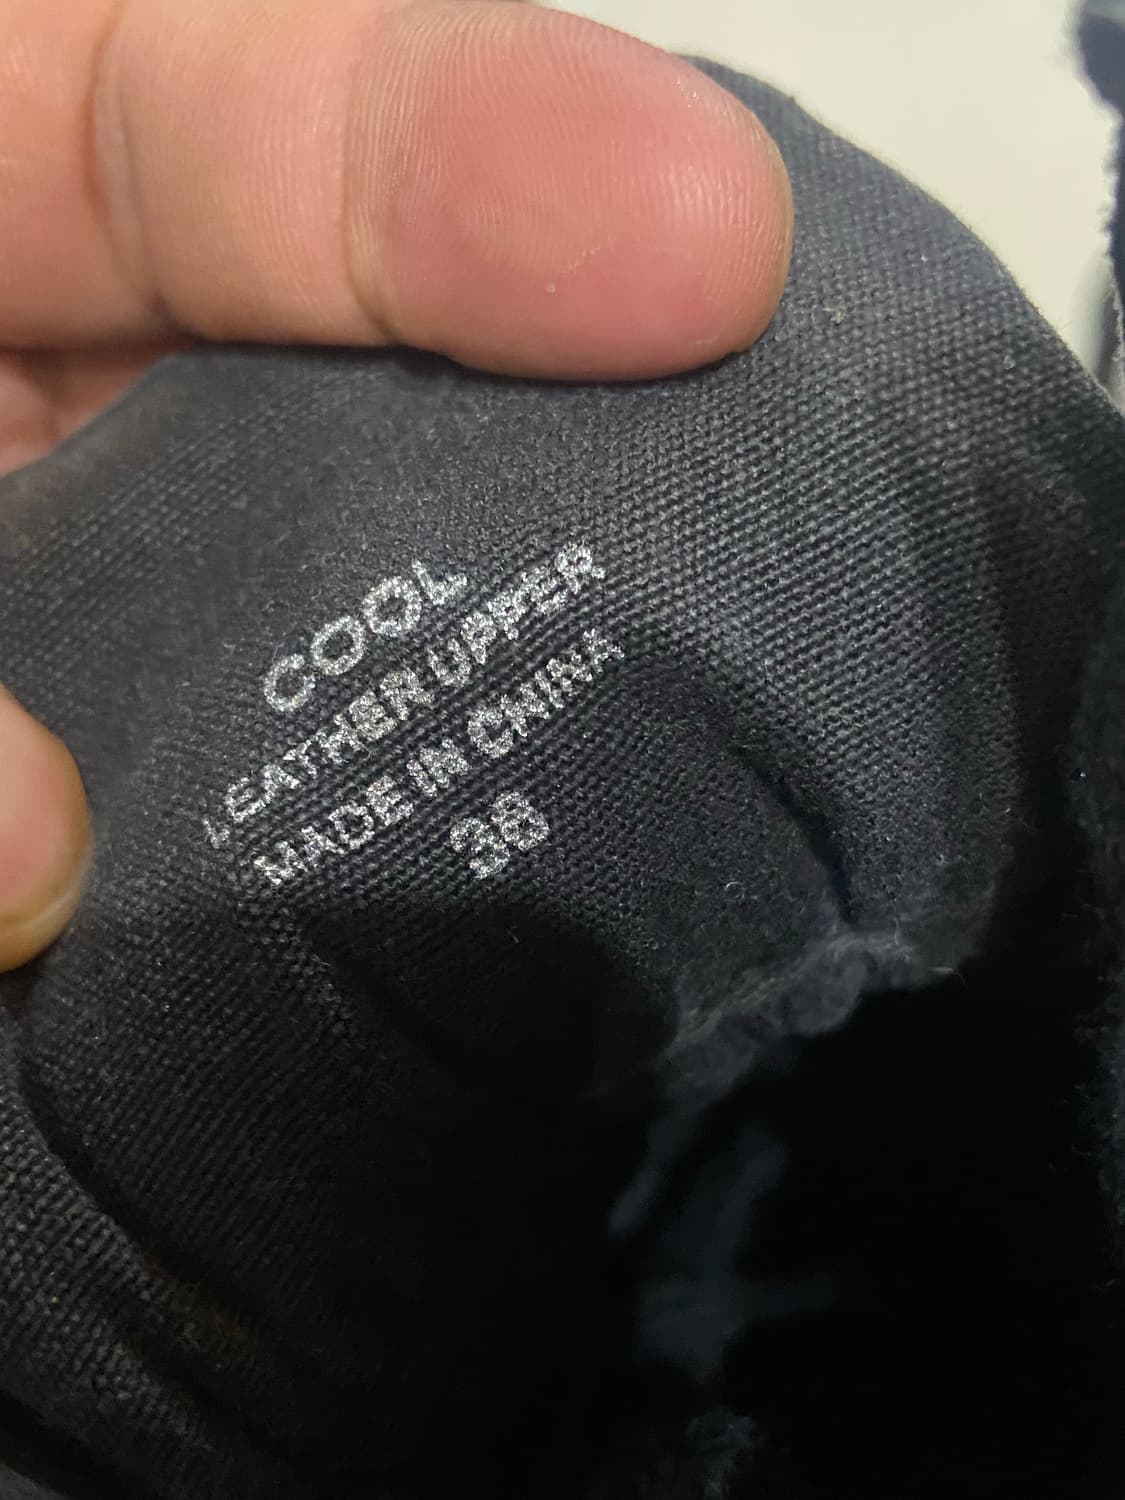 COOL
LEATHER UPPER
MADE IN CHINA
38